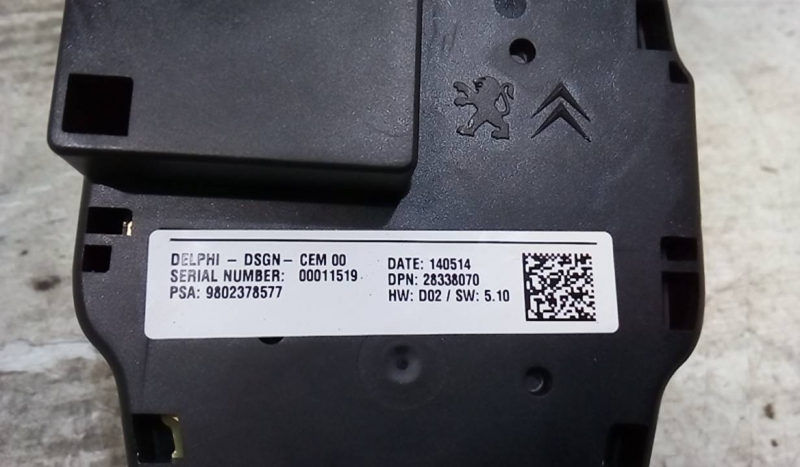 DELPHI - DSGN - CEM 00
SERIAL NUMBER: 00011519
PSA: 9802378577
DATE: 140514
DPN: 28338070
HW: D02 / SW: 5.10